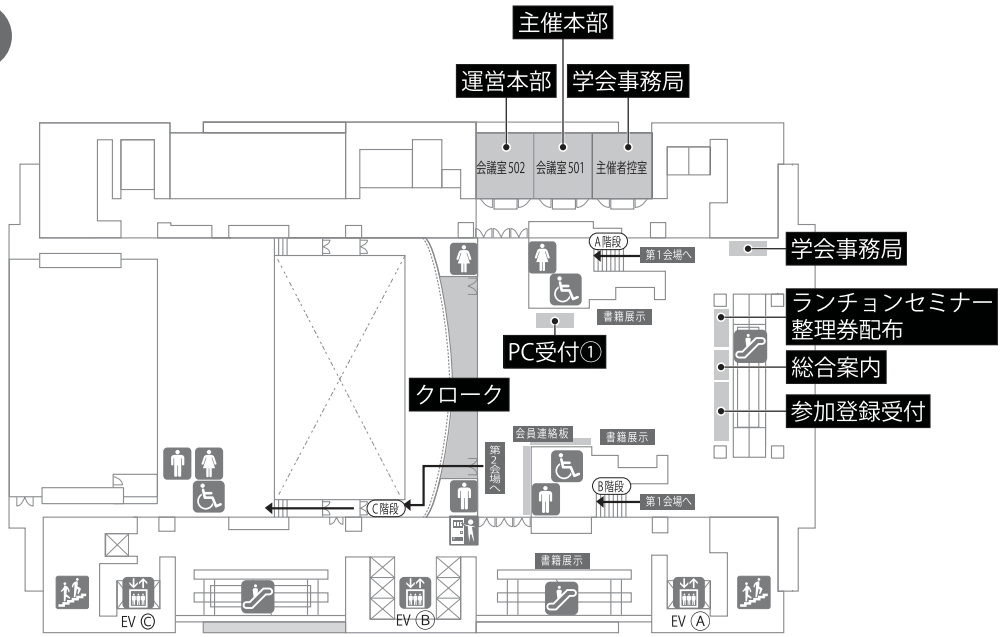 主催本部
運営本部
学会事務局
会議室502
会議室501
主催者控室
A階段
第1会場へ
学会事務局
書籍展示
PC受付①
ランチョンセミナー
整理券配布
総合案内
参加登録受付
クローク
会員連絡板
書籍展示
第2会場へ
B階段
第1会場へ
C階段
書籍展示
EV Ⓒ
EV Ⓑ
EV Ⓐ